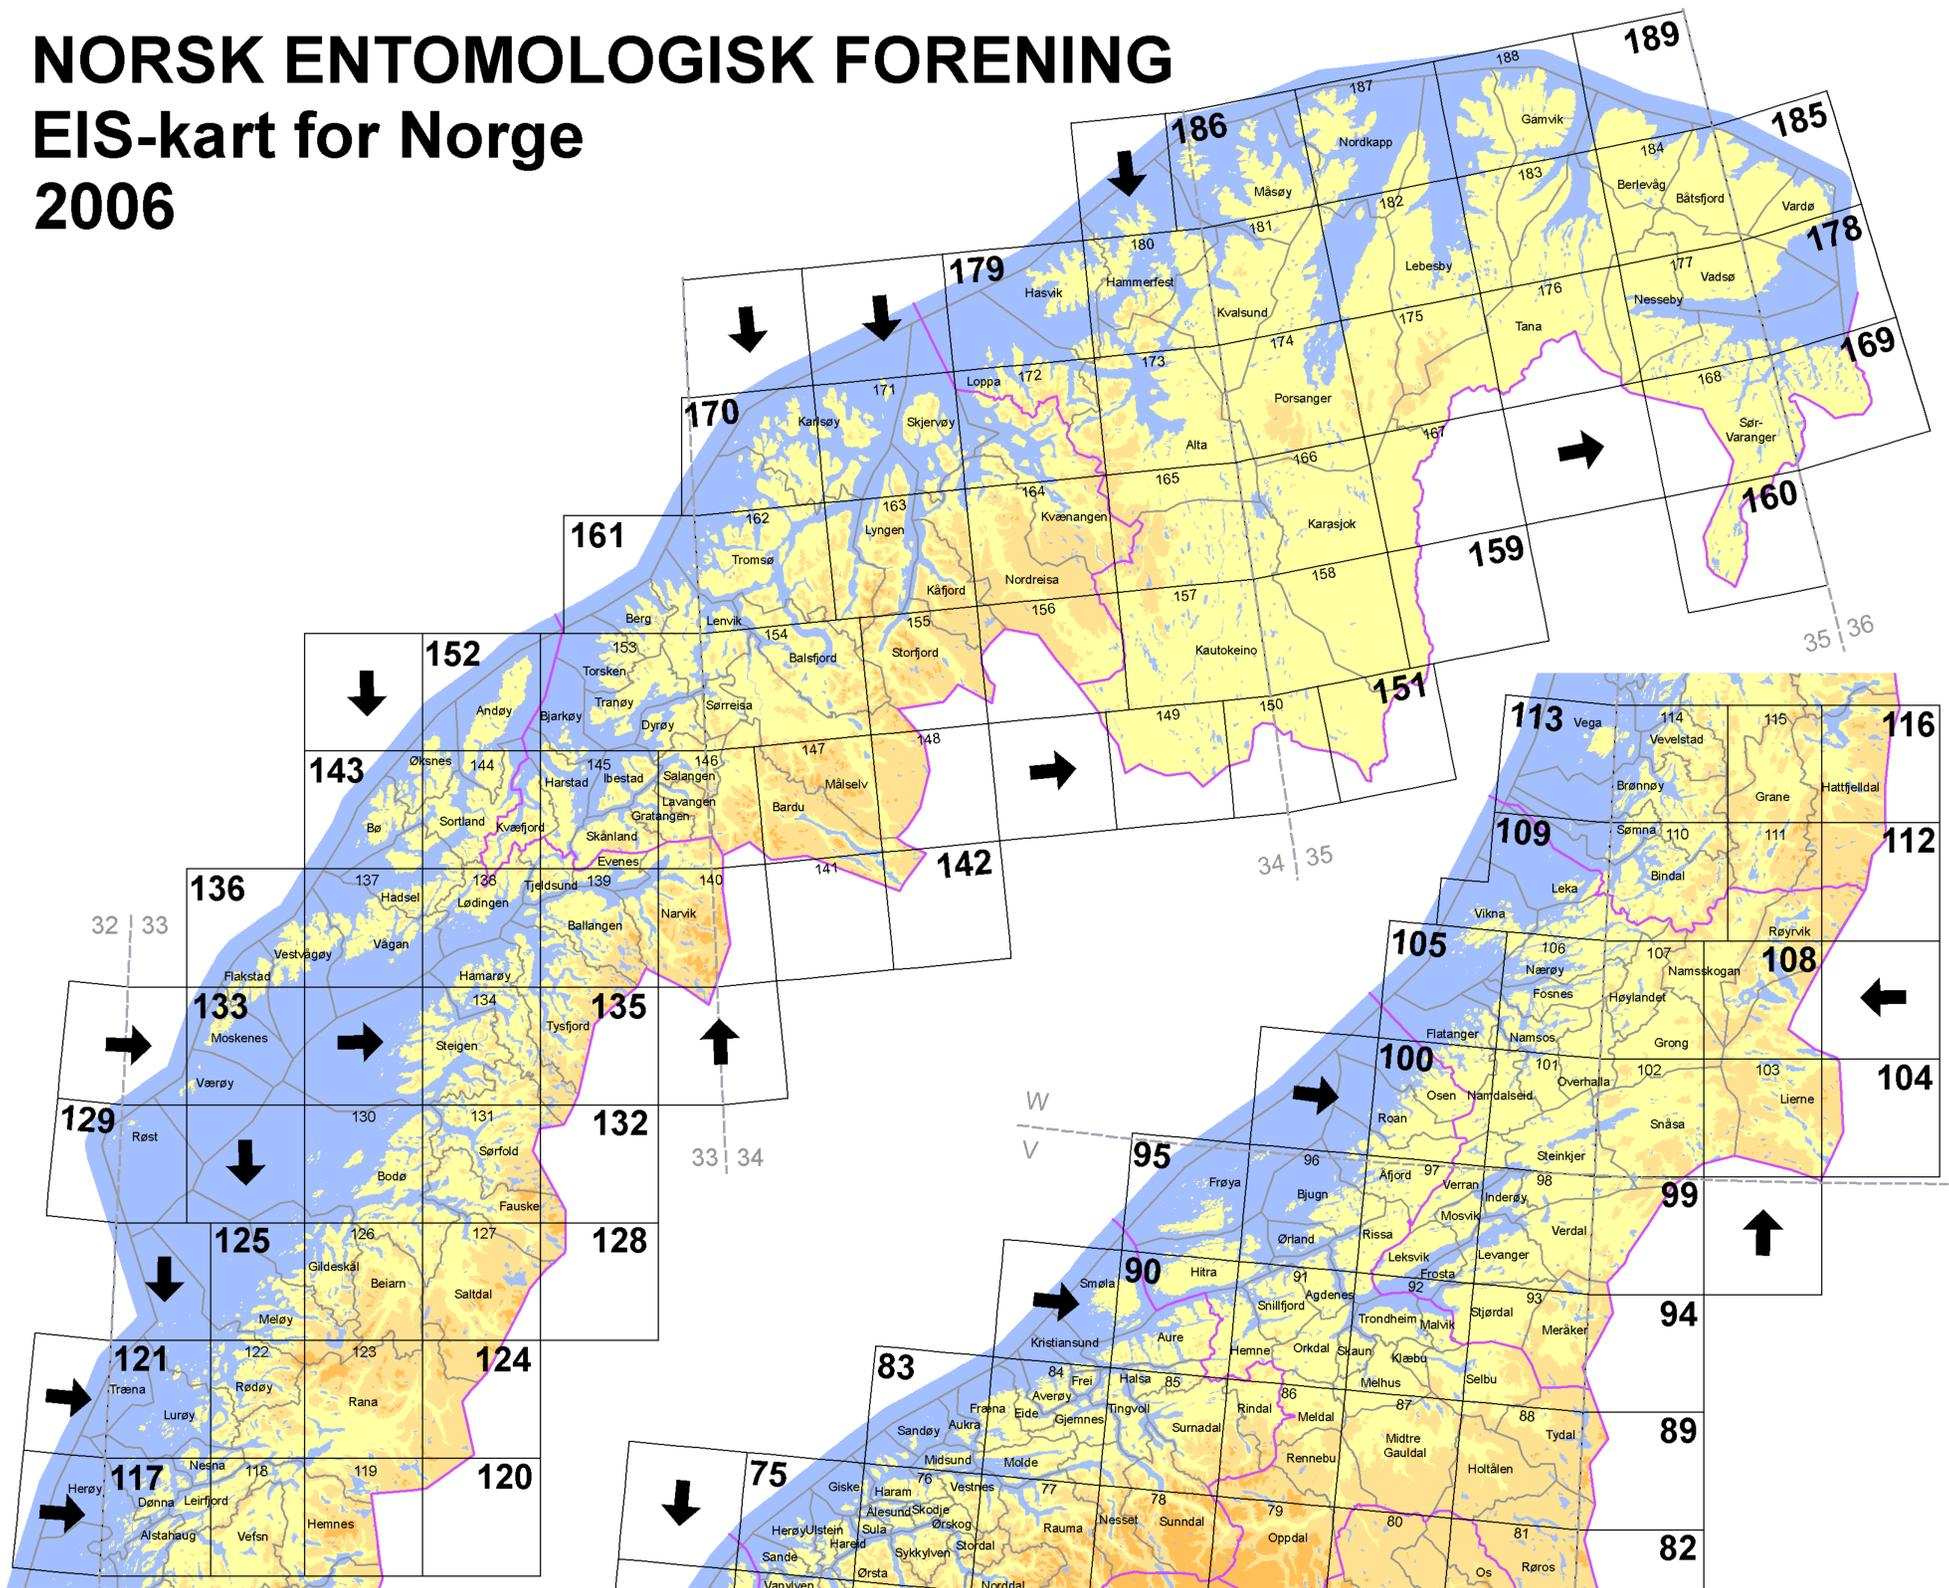 NORSK ENTOMOLOGISK FORENING
EIS-kart for Norge
2006
189
188
187
Gamvik
186
185
Nordkapp
184
183
Berlevåg
Båtsfjord
Måsøy
182
Vardø
181
178
180
179
177
Lebesby
Vadsø
Hammerfest
Hasvik
176
Nesseby
Kvalsund
175
Tana
174
169
173
172
168
Loppa
171
Porsanger
170
Karlsøy
Skjervøy
Sør-
Varanger
167
Alta
166
165
164
160
163
162
Kvænangen
Karasjok
Lyngen
161
159
Tromsø
158
Nordreisa
Kåfjord
157
156
Berg
Lenvik
155
154
35 36
153
152
Storfjord
Kautokeino
Balsfjord
Torsken
151
Tranøy
Sørreisa
150
Andøy
Bjarkøy
149
Dyrøy
148
147
146
Øksnes
144
145
143
Harstad
Ibestad
Salangen
Målselv
Lavangen
Bardu
Gratangen
Bø
Sortland
Kvæfjord
Skånland
Evenes
142
141
34 35
140
139
138
137
136
Tjeldsund
Hadsel
Lødingen
Narvik
Ballangen
32 33
Vågan
Vestvågøy
Flakstad
Hamarøy
133
134
135
Tysfjord
Moskenes
Steigen
Værøy
129
130
131
132
Røst
Sørfold
33 34
Bodø
Fauske
125
126
127
128
Gildeskål
Beiarn
Saltdal
Meløy
121
122
123
124
Træna
Rødøy
Rana
Lurøy
Nesna
117
118
119
120
Herøy
Dønna
Leirfjord
Alstahaug
Vefsn
Hemnes
113
Vega
114
115
116
Vevelstad
Brønnøy
Grane
Hattfjelldal
109
Sømna
110
111
112
Bindal
Leka
Vikna
Røyrvik
105
106
107
108
Nærøy
Namsskogan
Fosnes
Høylandet
Flatanger
Namsos
Grong
100
101
102
103
104
Overhalla
Osen
Namdalseid
Lierne
W
Roan
Snåsa
V
95
96
97
Steinkjer
Åfjord
98
99
Frøya
Verran
Bjugn
Inderøy
Mosvik
Verdal
Ørland
Rissa
Leksvik
Levanger
90
Hitra
91
Frosta
92
Smøla
Agdenes
93
94
Snillfjord
Stjørdal
Trondheim
Malvik
Meråker
Kristiansund
Aure
Hemne
Orkdal
Skaun
Klæbu
83
84
Frei
Halsa
85
Melhus
Selbu
Averøy
86
87
88
89
Fræna
Eide
Gjemnes
Tingvoll
Rindal
Meldal
Aukra
Sandøy
Surnadal
Tydal
Midtre
Gauldal
Midsund
Molde
Rennebu
Holtålen
75
76
77
78
79
80
81
82
Giske
Haram
Vestnes
Ålesund
Skodje
Ørskog
Herøy
Ulstein
Sula
Hareid
Rauma
Nesset
Sunndal
Oppdal
Sande
Sykkylven
Stordal
Ørsta
Røros
Os
Vanylven
Norddal